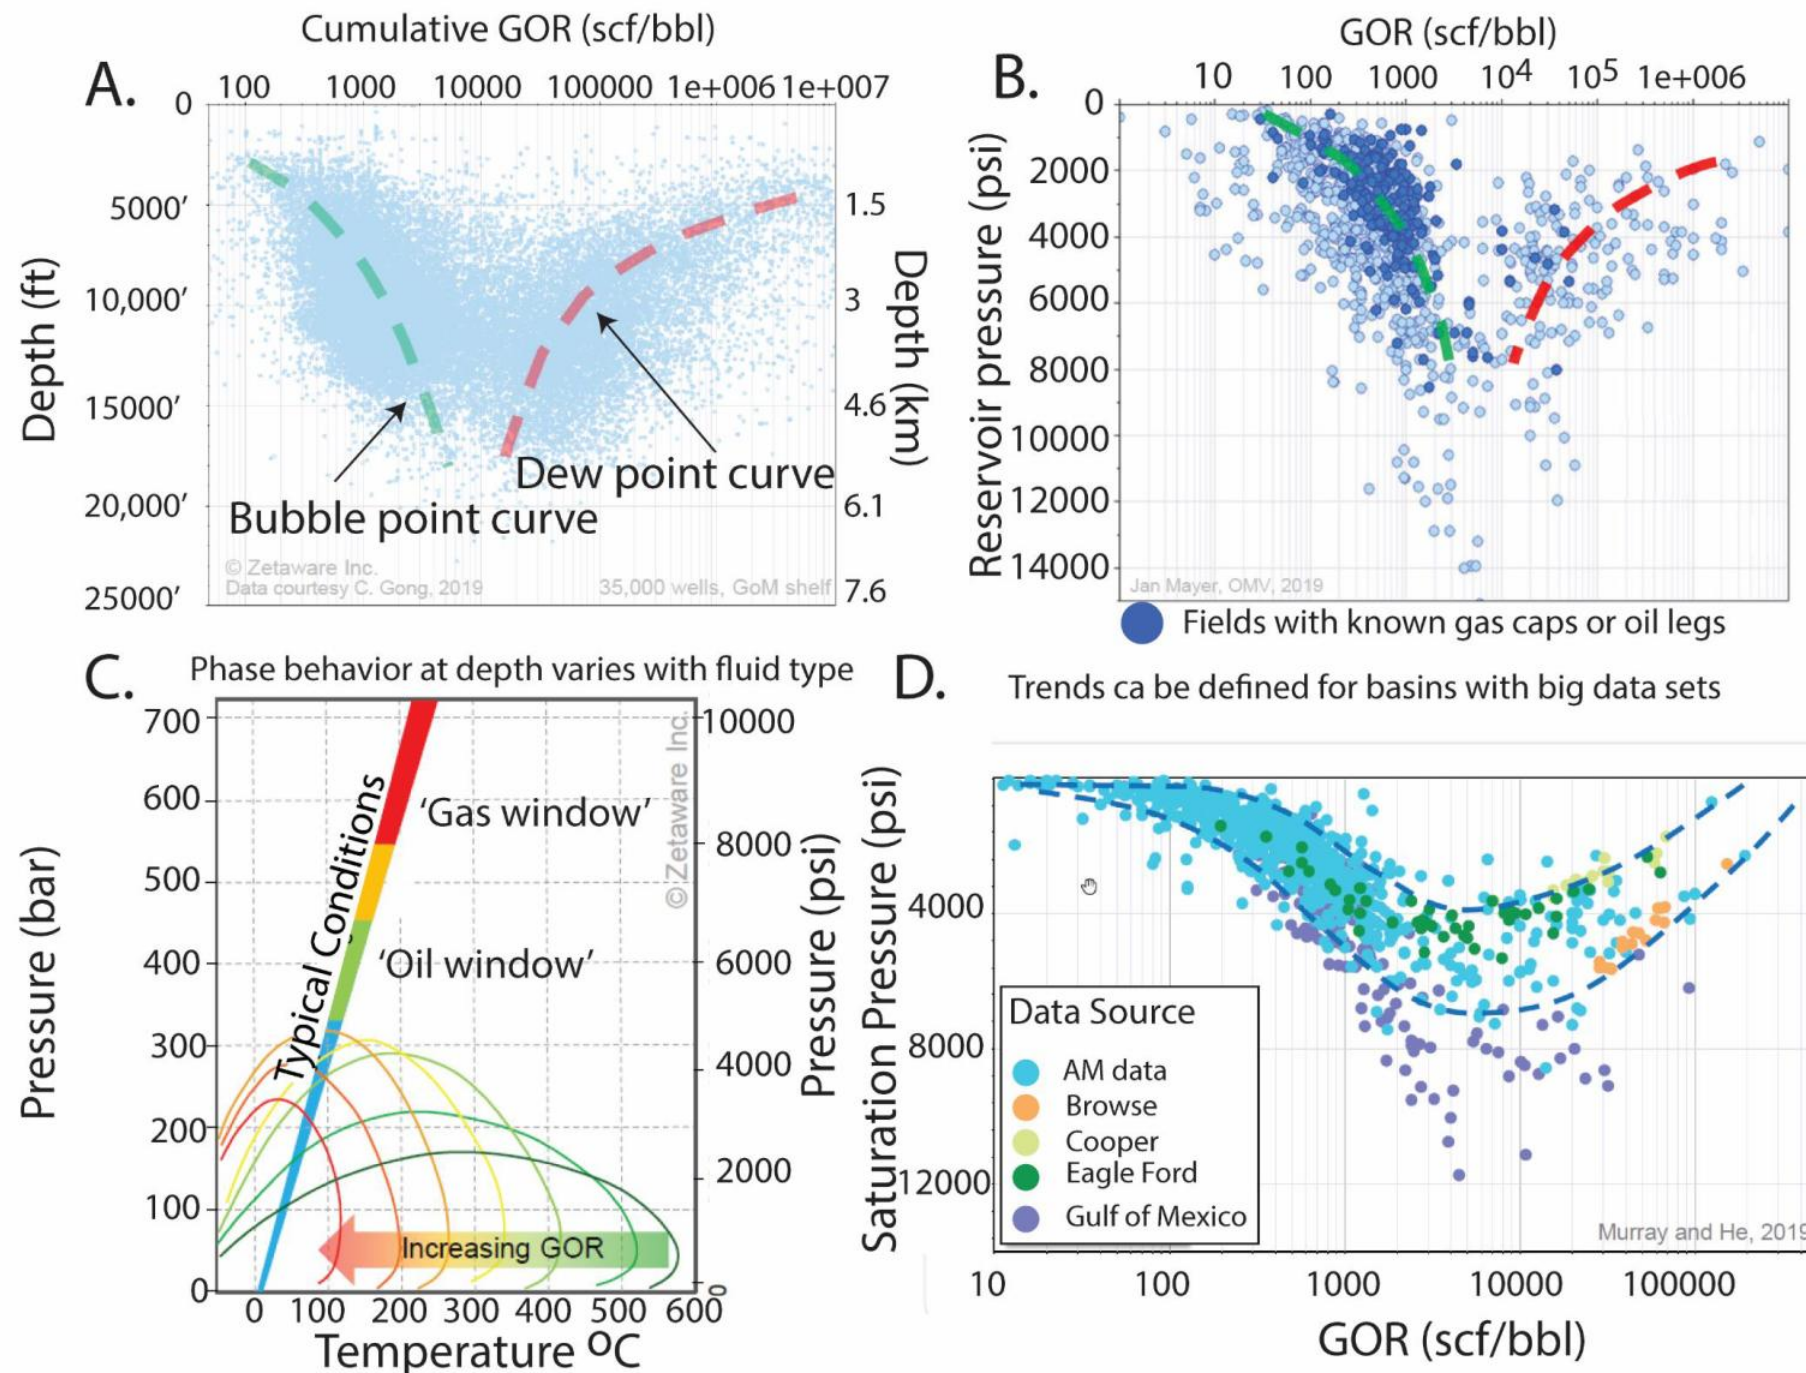 Cumulative GOR (scf/bbl)
A.
100 1000 100000 1000000 1e+006 1e+007
0
5000′
10,000′
15000′
20,000′
25000′
Depth (ft)
1.5
3
4.6
6.1
7.6
Depth (km)
Dew point curve
Bubble point curve
© Zetaware Inc.
Data courtesy C. Gong, 2019
35,000 wells, GoM shelf
GOR (scf/bbl)
B.
10 100 1000 10⁴ 10⁵ 1e+006
0
2000
4000
6000
8000
10000
12000
14000
Reservoir pressure (psi)
Jan Mayer, OMV, 2019
Fields with known gas caps or oil legs
C.
Phase behavior at depth varies with fluid type
700
600
500
400
300
200
100
0
Pressure (bar)
10000
8000
6000
4000
2000
0
Pressure (psi)
© Zetaware Inc.
Typical Conditions
‘Gas window’
‘Oil window’
Increasing GOR
0 100 200 300 400 500 600
Temperature ºC
D.
Trends ca be defined for basins with big data sets
4000
8000
12000
Saturation Pressure (psi)
Data Source
AM data
Browse
Cooper
Eagle Ford
Gulf of Mexico
Murray and He, 2019
10 100 1000 10000 100000
GOR (scf/bbl)